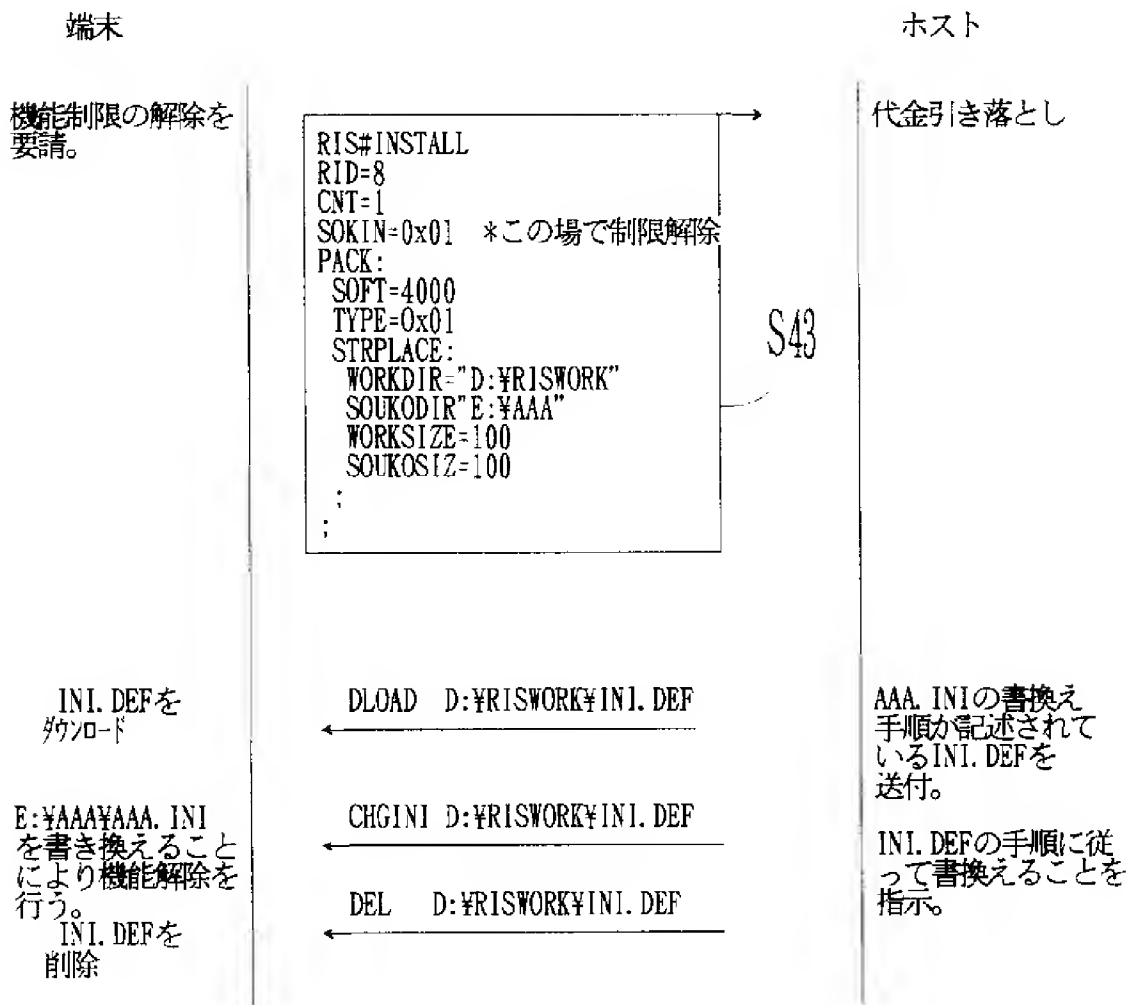 端末
ホスト
機能制限の解除を
要請。
代金引き落とし
RIS#INSTALL
RID=8
CNT=1
SOKIN=0x01 *この場で制限解除
PACK:
SOFT=4000
TYPE=0x01
STRPLACE:
WORKDIR="D:¥RISWORK"
SOUKODIR"E:¥AAA"
WORKSIZE=100
SOUKOSIZ=100
;
;
S43
INI.DEFを
ダウンロード
DLOAD D:¥RISWORK¥INI.DEF
AAA.INIの書換え
手順が記述されて
いるINI.DEFを
送付。
E:¥AAA¥AAA.INI
を書き換えること
により機能解除を
行う。
CHGINI D:¥RISWORK¥INI.DEF
INI.DEFの手順に従
って書換えることを
指示。
DEL D:¥RISWORK¥INI.DEF
INI.DEFを
削除